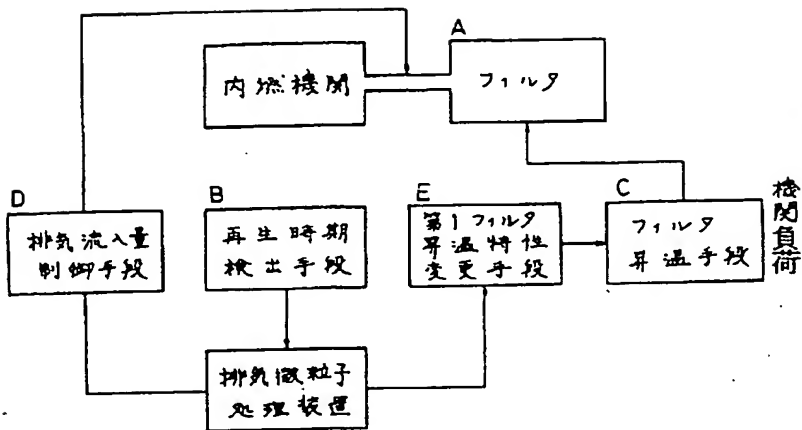 A
内燃機関
フィルタ
D
排気流入量
制御手段
B
再生時期
検出手段
E
第1フィルタ
昇温特性
変更手段
C
フィルタ
昇温手段
機関負荷
排気微粒子
処理装置